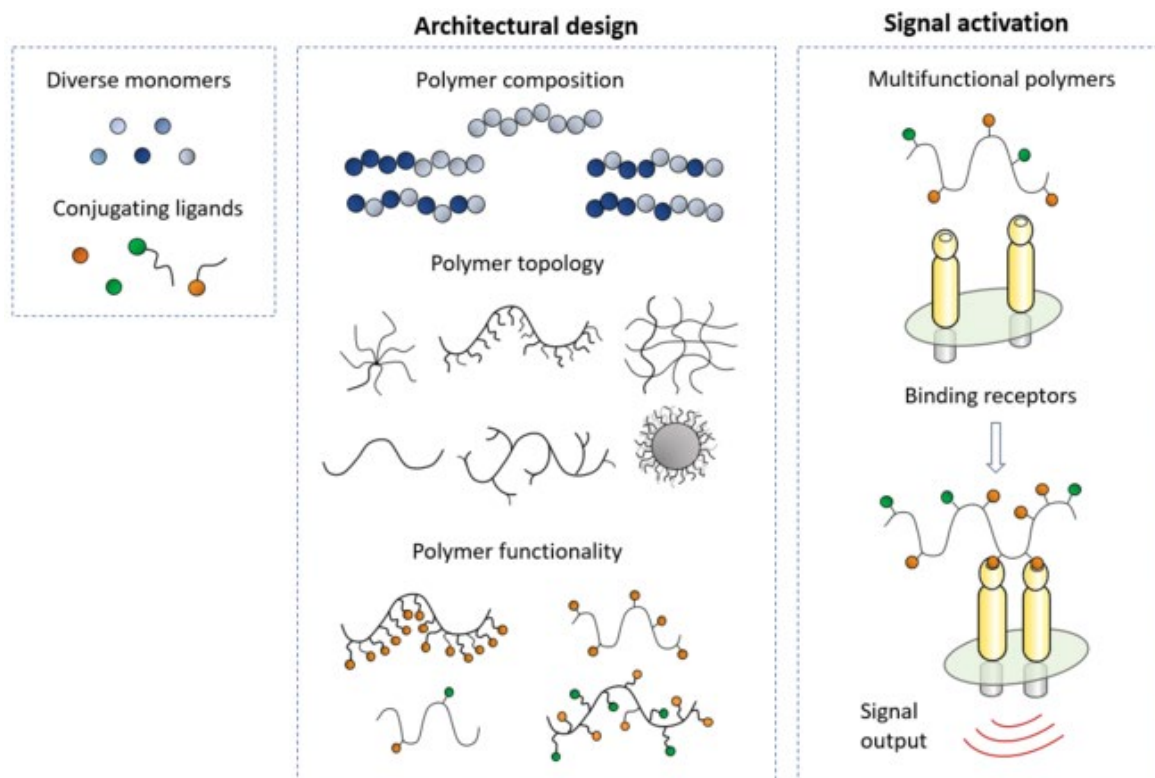 Architectural design
Signal activation
Diverse monomers
Conjugating ligands
Polymer composition
Polymer topology
Polymer functionality
Multifunctional polymers
Binding receptors
Signal
output